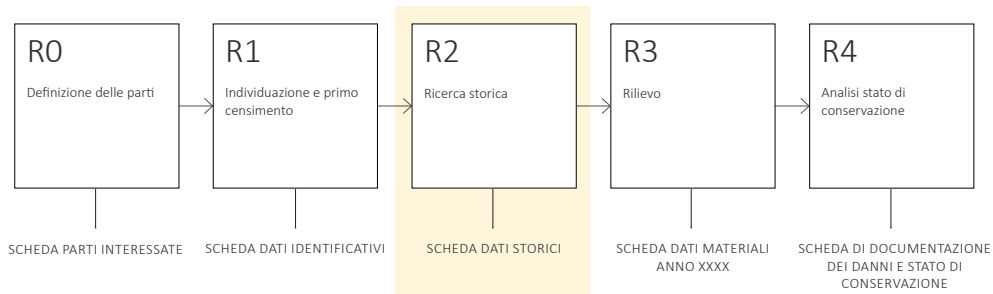 R0
Definizione delle parti
R1
Individuazione e primo
censimento
R2
Ricerca storica
R3
Rilievo
R4
Analisi stato di
conservazione
SCHEDA PARTI INTERESSATE
SCHEDA DATI IDENTIFICATIVI
SCHEDA DATI STORICI
SCHEDA DATI MATERIALI
ANNO XXXX
SCHEDA DI DOCUMENTAZIONE
DEI DANNI E STATO DI
CONSERVAZIONE